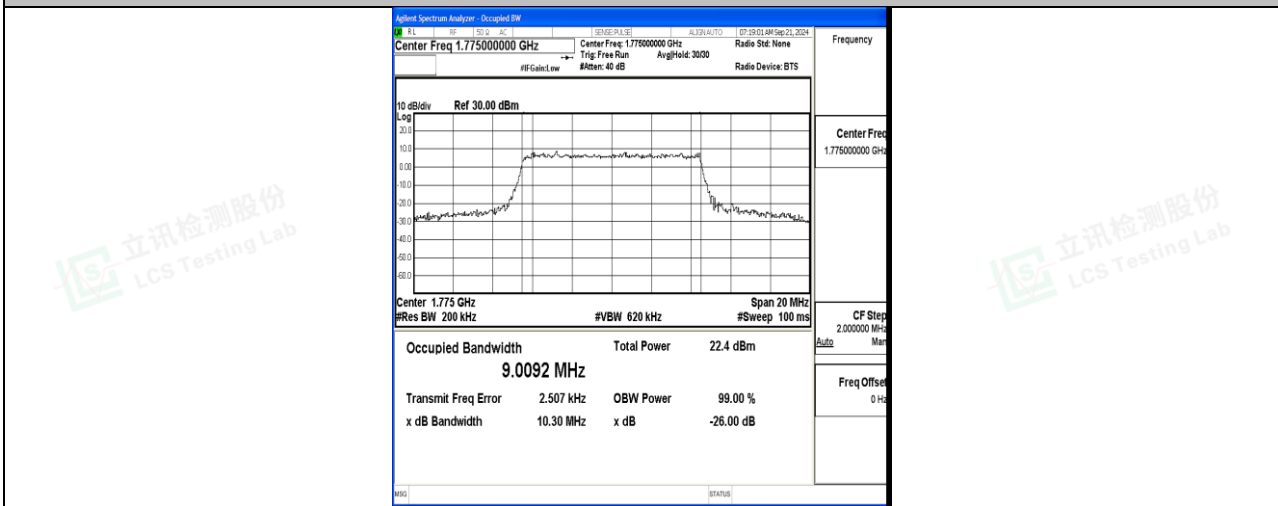 Agilent Spectrum Analyzer - Occupied BW
RL RF 50 Ω AC SENSE:PULSE ALIGN AUTO 07:19:01 AM Sep 21, 2024
Center Freq 1.775000000 GHz
Center Freq: 1.775000000 GHz
Radio Std: None
Trig: Free Run Avg|Hold: 30/30
#IFGain:Low
#Atten: 40 dB
Radio Device: BTS
10 dB/div Ref 30.00 dBm
Log
20.0
10.0
0.00
-10.0
-20.0
-30.0
-40.0
-50.0
-60.0
Center 1.775 GHz
Span 20 MHz
#Res BW 200 kHz
#VBW 620 kHz
#Sweep 100 ms
Occupied Bandwidth
9.0092 MHz
Total Power 22.4 dBm
Transmit Freq Error 2.507 kHz
OBW Power 99.00 %
x dB Bandwidth 10.30 MHz
x dB -26.00 dB
MSG
STATUS
Frequency
Center Freq
1.775000000 GHz
CF Step
2.000000 MHz
Auto Man
Freq Offset
0 Hz
立讯检测股份
LCS Testing Lab
立讯检测股份
LCS Testing Lab